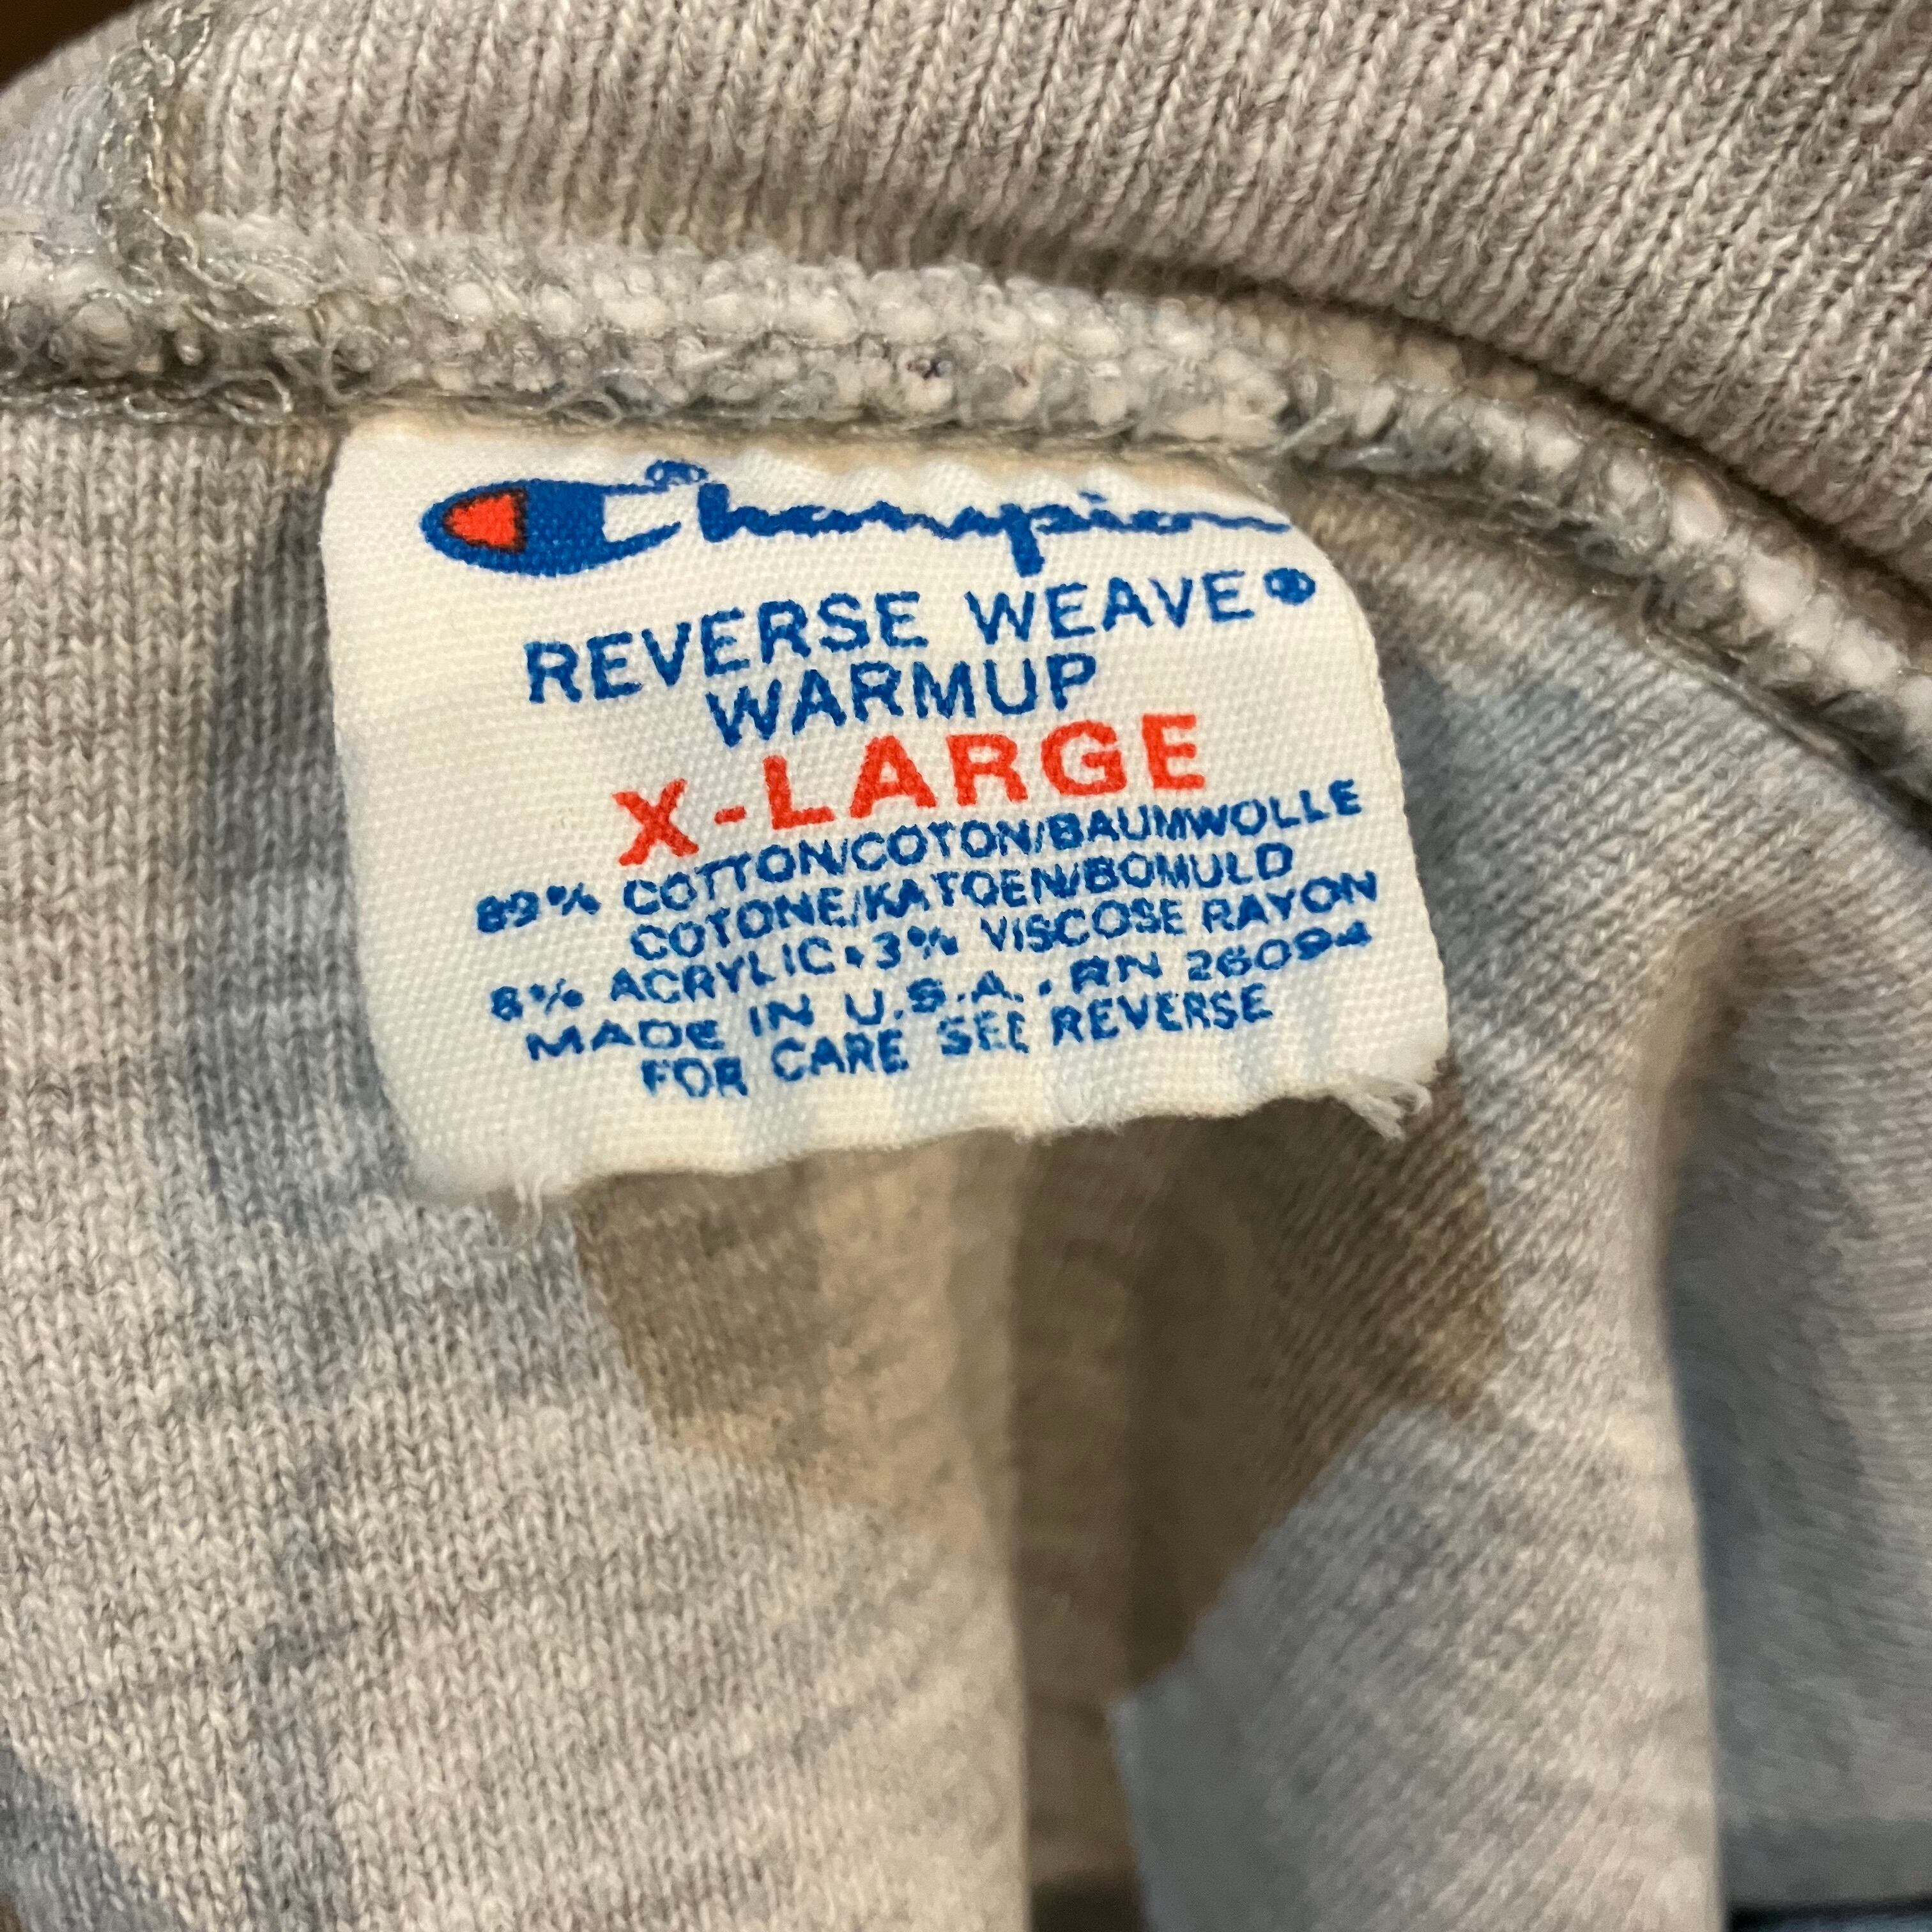 Champion®
REVERSE WEAVE®
WARMUP
X-LARGE
89% COTTON/COTON/BAUMWOLLE
COTONE/KATOEN/BOMULD
8% ACRYLIC•3% VISCOSE RAYON
MADE IN U.S.A. • RN 26094
FOR CARE SEE REVERSE